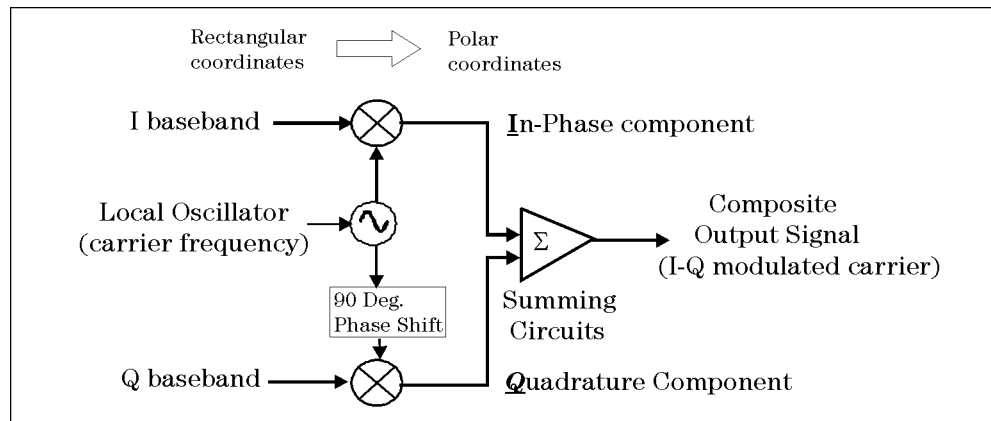 Rectangular
coordinates
Polar
coordinates
I baseband
In-Phase component
Local Oscillator
(carrier frequency)
Σ
Composite
Output Signal
(I-Q modulated carrier)
90 Deg.
Phase Shift
Summing
Circuits
Q baseband
Quadrature Component